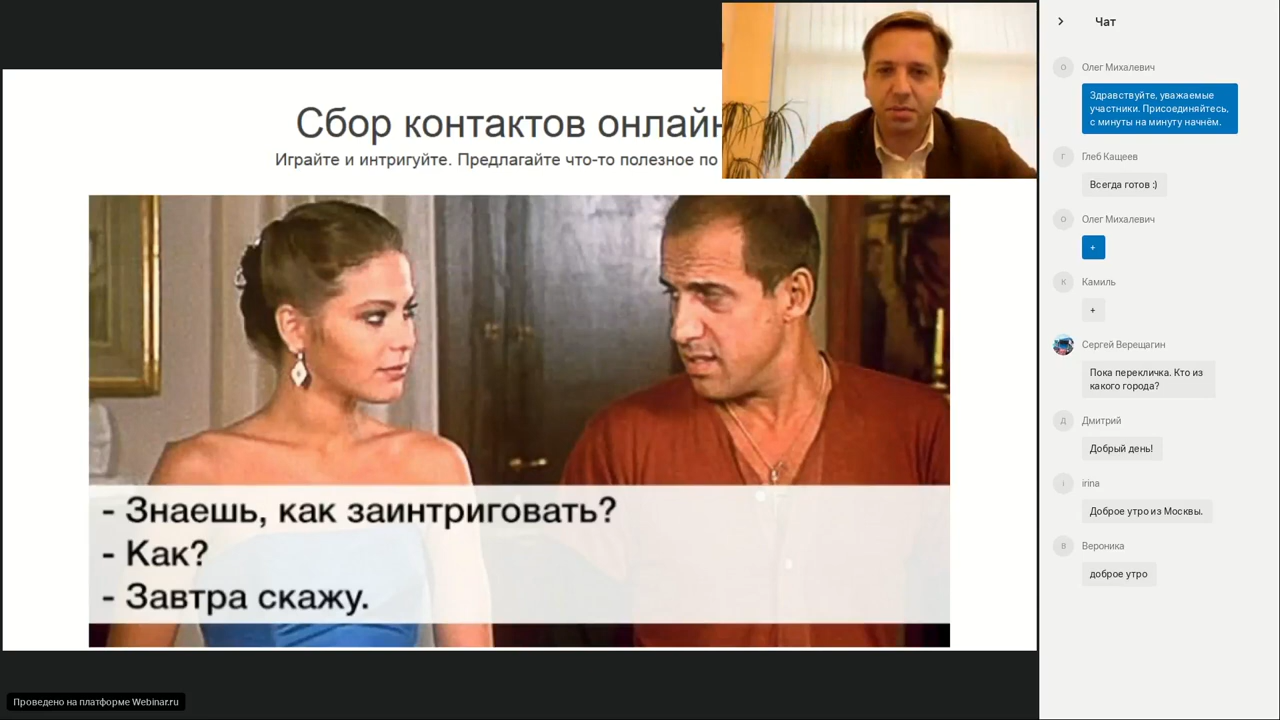 Сбор контактов онлайн
Играйте и интригуйте. Предлагайте что-то полезное по
- Знаешь, как заинтриговать?
- Как?
- Завтра скажу.
Проведено на платформе Webinar.ru
Чат
О
Олег Михалевич
Здравствуйте, уважаемые
участники. Присоединяйтесь,
с минуты на минуту начнём.
Г
Глеб Кащеев
Всегда готов :)
О
Олег Михалевич
+
К
Камиль
+
Сергей Верещагин
Пока перекличка. Кто из
какого города?
Д
Дмитрий
Добрый день!
i
irina
Доброе утро из Москвы.
В
Вероника
доброе утро